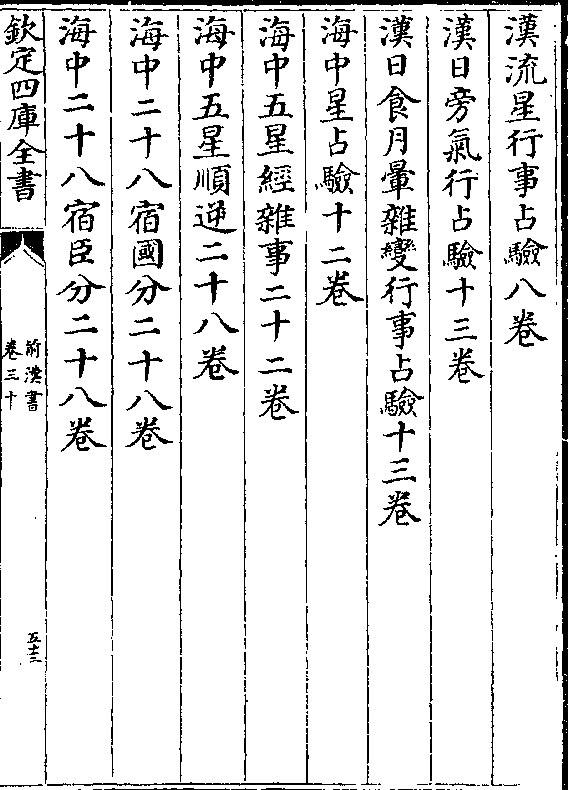 漢流星行事占驗八卷
漢日旁氣行占驗十三卷
漢日食月暈雜變行事占驗十三卷
海中星占驗十二卷
海中五星經雜事二十二卷
海中五星順逆二十八卷
海中二十八宿國分二十八卷
海中二十八宿臣分二十八卷
欽定四庫全書
前漢書
卷三十
五十三